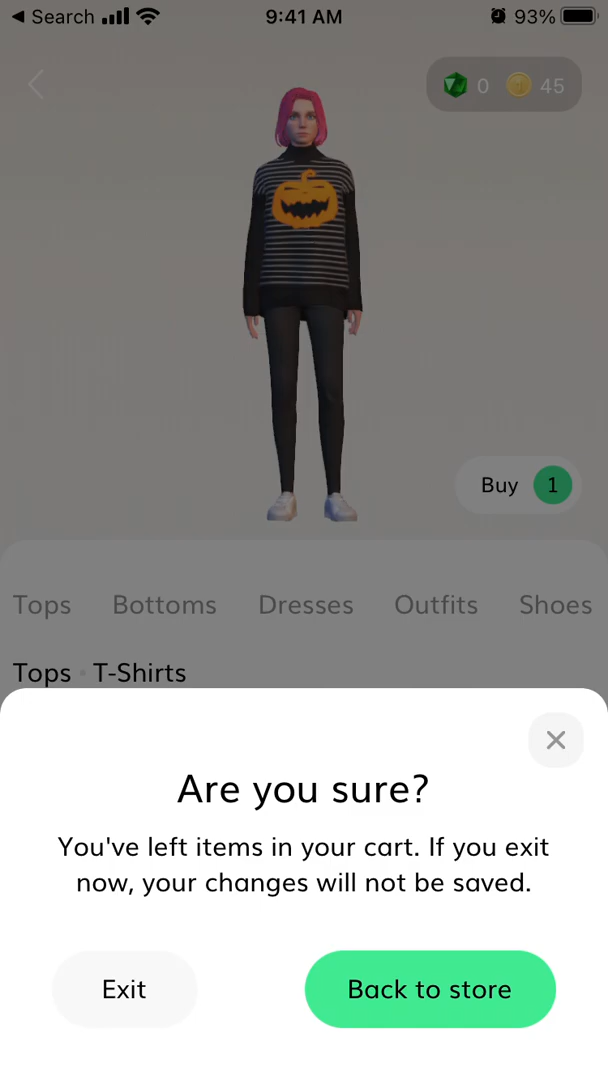 Search 9:41 AM 93%
0 45
Buy 1
Tops Bottoms Dresses Outfits Shoes
Tops · T-Shirts
Are you sure?
You've left items in your cart. If you exit
now, your changes will not be saved.
Exit Back to store